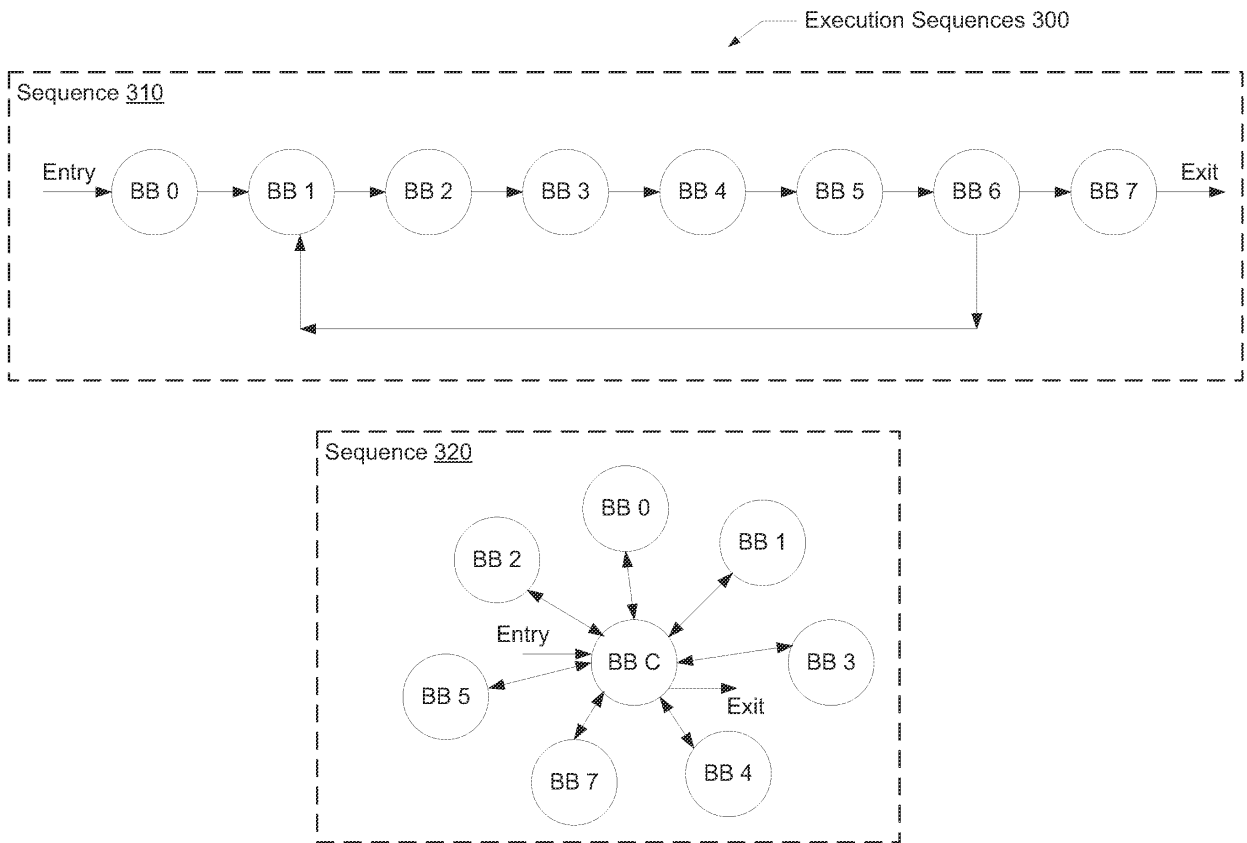 Execution Sequences 300
Sequence 310
Entry
BB 0
BB 1
BB 2
BB 3
BB 4
BB 5
BB 6
BB 7
Exit
Sequence 320
BB 0
BB 1
BB 2
Entry
BB C
BB 3
BB 5
Exit
BB 7
BB 4